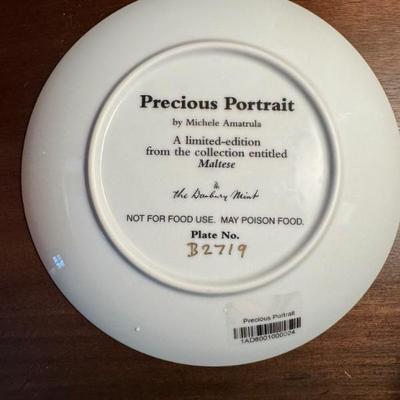 Precious Portrait
by Michele Amatrula
A limited-edition
from the collection entitled
Maltese
the Danbury Mint
NOT FOR FOOD USE. MAY POISON FOOD.
Plate No.
B2719
Precious Portrait
1AD8001000024